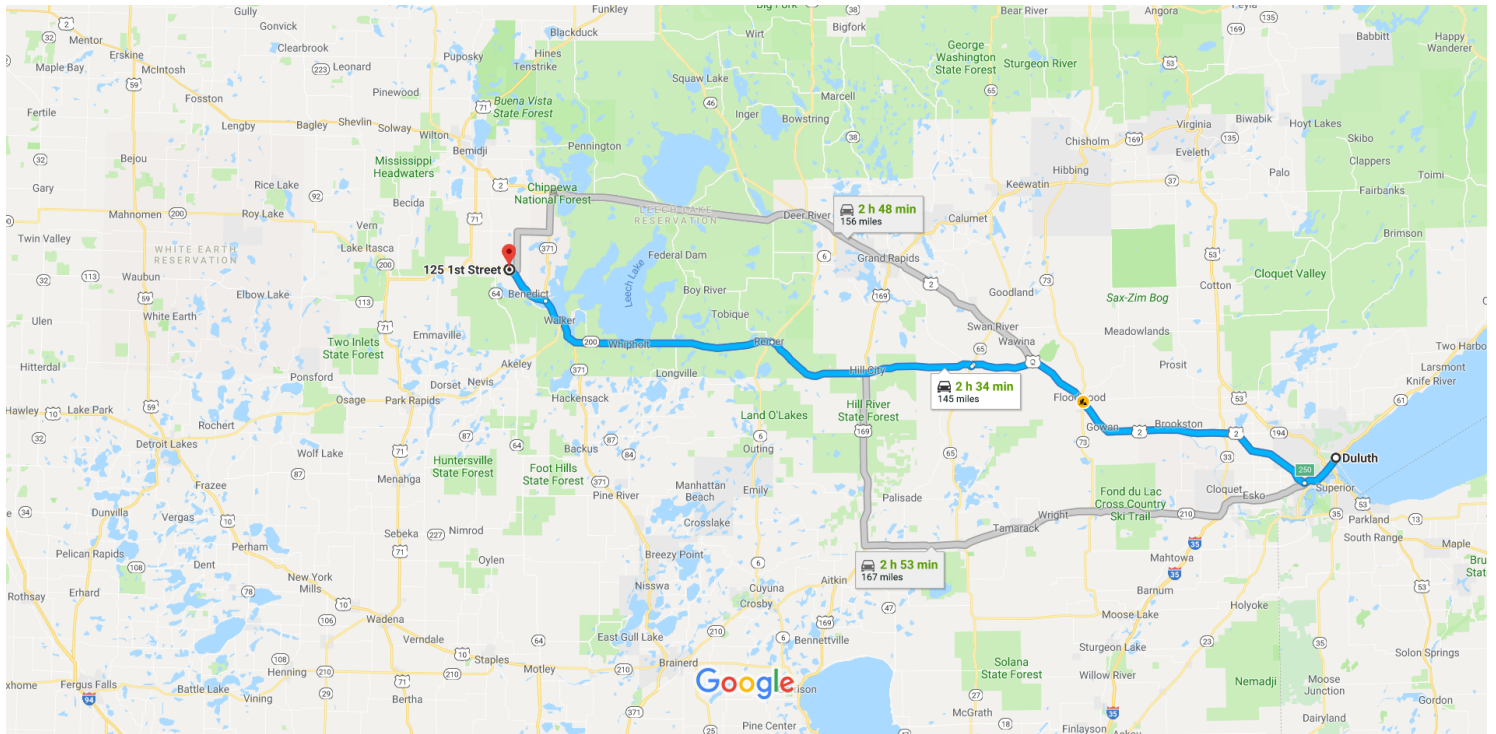 Gully
Funkley
Big Fork
Bear River
Angora
Peyla
Mentor
Gonvick
Blackduck
Wirt
Bigfork
Babbitt
Erskine
Clearbrook
Puposky
Hines
George
Washington
State Forest
Sturgeon River
Happy
Wanderer
Maple Bay
McIntosh
Leonard
Tenstrike
Squaw Lake
Marcell
Fosston
Pinewood
Buena Vista
State Forest
Inger
Bowstring
Virginia
Biwabik
Hoyt Lakes
Fertile
Lengby
Bagley
Shevlin
Solway
Wilton
Chisholm
Eveleth
Skibo
Bejou
Bemidji
Pennington
Hibbing
Clappers
Mississippi
Headwaters
Palo
Toimi
Gary
Rice Lake
Becida
Chippewa
National Forest
Keewatin
Fairbanks
Mahnomen
Roy Lake
LEECH LAKE
RESERVATION
Deer River
2 h 48 min
156 miles
Calumet
Twin Valley
Vern
Lake Itasca
Brimson
WHITE EARTH
RESERVATION
Federal Dam
Grand Rapids
Waubun
125 1st Street
Leech Lake
Cloquet Valley
Elbow Lake
Benedict
Boy River
Goodland
Sax-Zim Bog
Cotton
Ulen
White Earth
Walker
Tobique
Swan River
Meadowlands
Two Inlets
State Forest
Emmaville
Whipholt
Remer
Wawina
Two Harbo
Hitterdal
Ponsford
Akeley
Longville
Hill City
Prosit
Larsmont
Dorset
Nevis
2 h 34 min
145 miles
Knife River
Hawley
Lake Park
Osage
Park Rapids
Hackensack
Floodwood
Rochert
Land O'Lakes
Hill River
State Forest
Gowan
Brookston
Detroit Lakes
Wolf Lake
Backus
Outing
Duluth
Huntersville
State Forest
Foot Hills
State Forest
Menahga
Manhattan
Beach
Emily
Cloquet
Esko
Superior
Frazee
Pine River
Palisade
Fond du Lac
Cross Country
Ski Trail
Dunvilla
Vergas
Crosslake
Wright
Parkland
Perham
Sebeka
Nimrod
Tamarack
South Range
Pelican Rapids
Oylen
Breezy Point
2 h 53 min
167 miles
Mahtowa
Maple
Dent
New York
Mills
Nisswa
Aitkin
Barnum
Bru
St
Rothsay
Erhard
Cuyuna
Crosby
Holyoke
Wadena
Moose Lake
Verndale
East Gull Lake
Bennettville
Sturgeon Lake
Henning
Staples
Motley
Brainerd
Solana
State Forest
Solon Springs
Google
Willow River
Nemadji
Moose
Junction
Fergus Falls
Battle Lake
Vining
Bertha
McGrath
Gordon
Pine Center
Finlayson
Dairyland